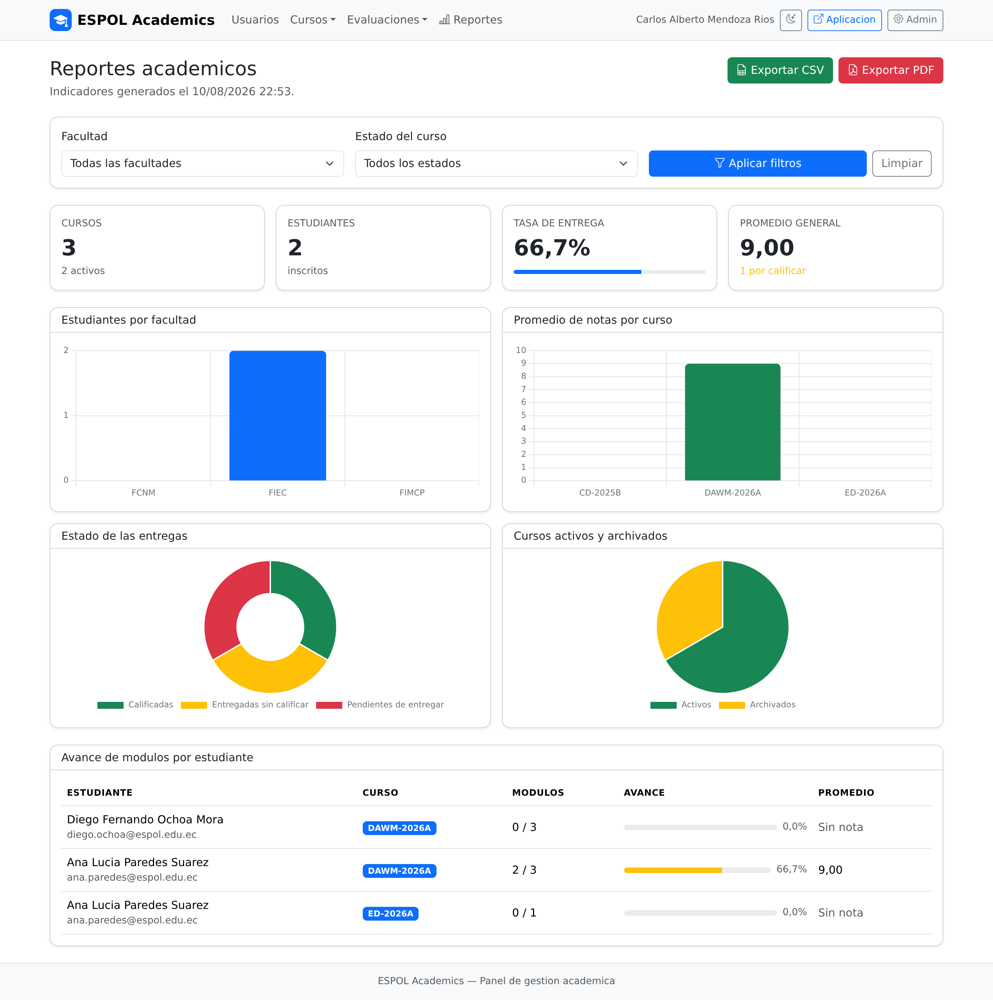 ESPOL Academics Usuarios Cursos Evaluaciones Reportes Carlos Alberto Mendoza Rios Aplicacion Admin
Reportes academicos
Exportar CSV Exportar PDF
Indicadores generados el 10/08/2026 22:53.
Facultad Estado del curso
Todas las facultades Todos los estados Aplicar filtros Limpiar
CURSOS
3
2 activos
ESTUDIANTES
2
inscritos
TASA DE ENTREGA
66,7%
PROMEDIO GENERAL
9,00
1 por calificar
Estudiantes por facultad
2
1
0
FCNM FIEC FIMCP
Promedio de notas por curso
10
9
8
7
6
5
4
3
2
1
0
CD-2025B DAWM-2026A ED-2026A
Estado de las entregas
Calificadas Entregadas sin calificar Pendientes de entregar
Cursos activos y archivados
Activos Archivados
Avance de modulos por estudiante
ESTUDIANTE CURSO MODULOS AVANCE PROMEDIO
Diego Fernando Ochoa Mora
diego.ochoa@espol.edu.ec
DAWM-2026A 0 / 3 0,0% Sin nota
Ana Lucia Paredes Suarez
ana.paredes@espol.edu.ec
DAWM-2026A 2 / 3 66,7% 9,00
Ana Lucia Paredes Suarez
ana.paredes@espol.edu.ec
ED-2026A 0 / 1 0,0% Sin nota
ESPOL Academics — Panel de gestion academica